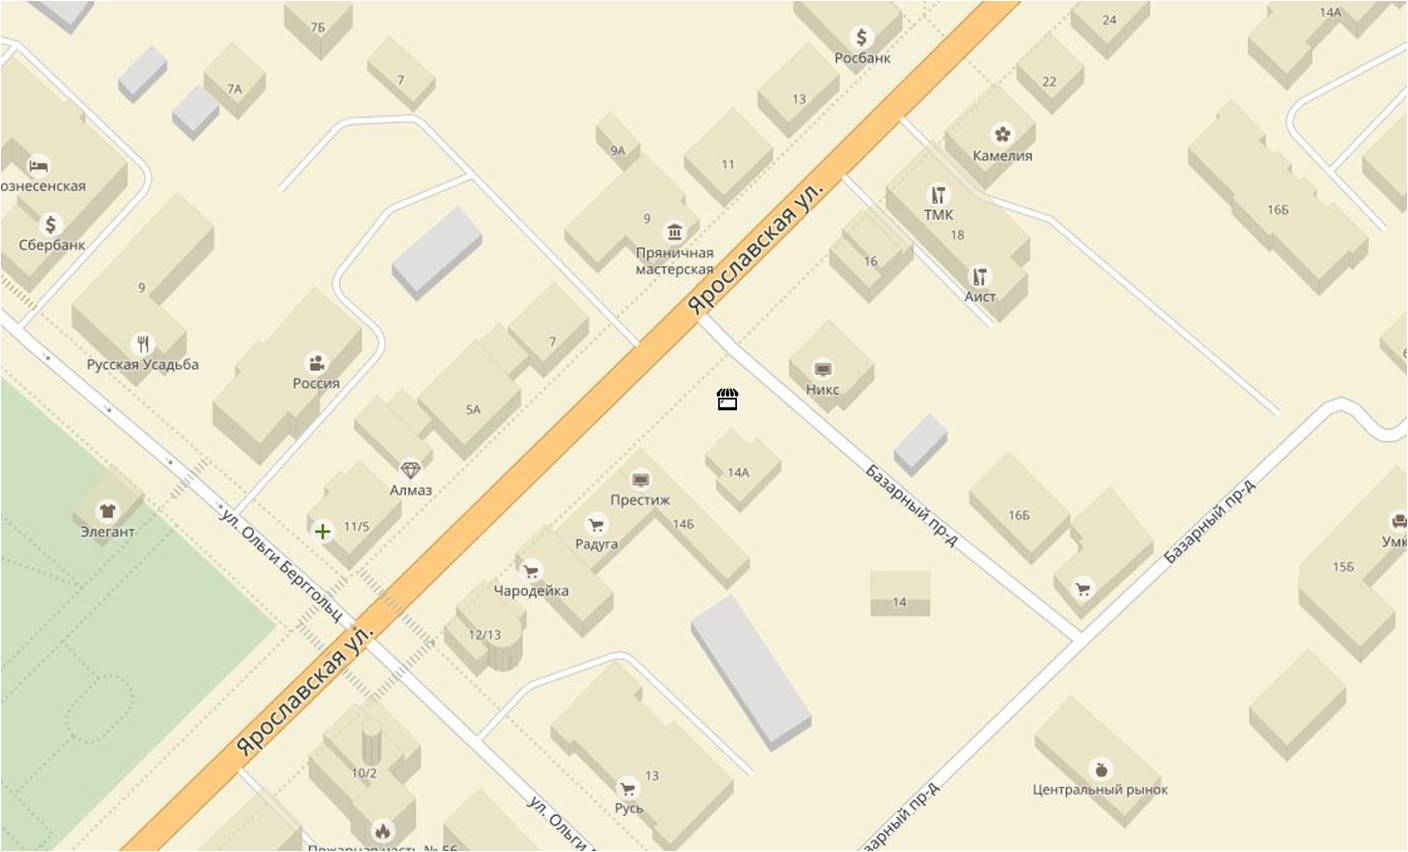 7Б
24
14А
Росбанк
7А
7
13
22
9А
11
Камелия
ознесенская
ТМК
16Б
9
18
Сбербанк
Пряничная
мастерская
16
Ярославская ул.
9
Аист
7
Русская Усадьба
Россия
Никс
5А
Алмаз
14А
Престиж
Базарный пр-д
Базарный пр-д
16Б
Элегант
11/5
14Б
Радуга
Умк
ул. Ольги Берггольц
15Б
Чародейка
14
12/13
Ярославская ул.
10/2
13
Центральный рынок
Русь
ул. Ольги
зарный пр-д
Пожарная часть № 56